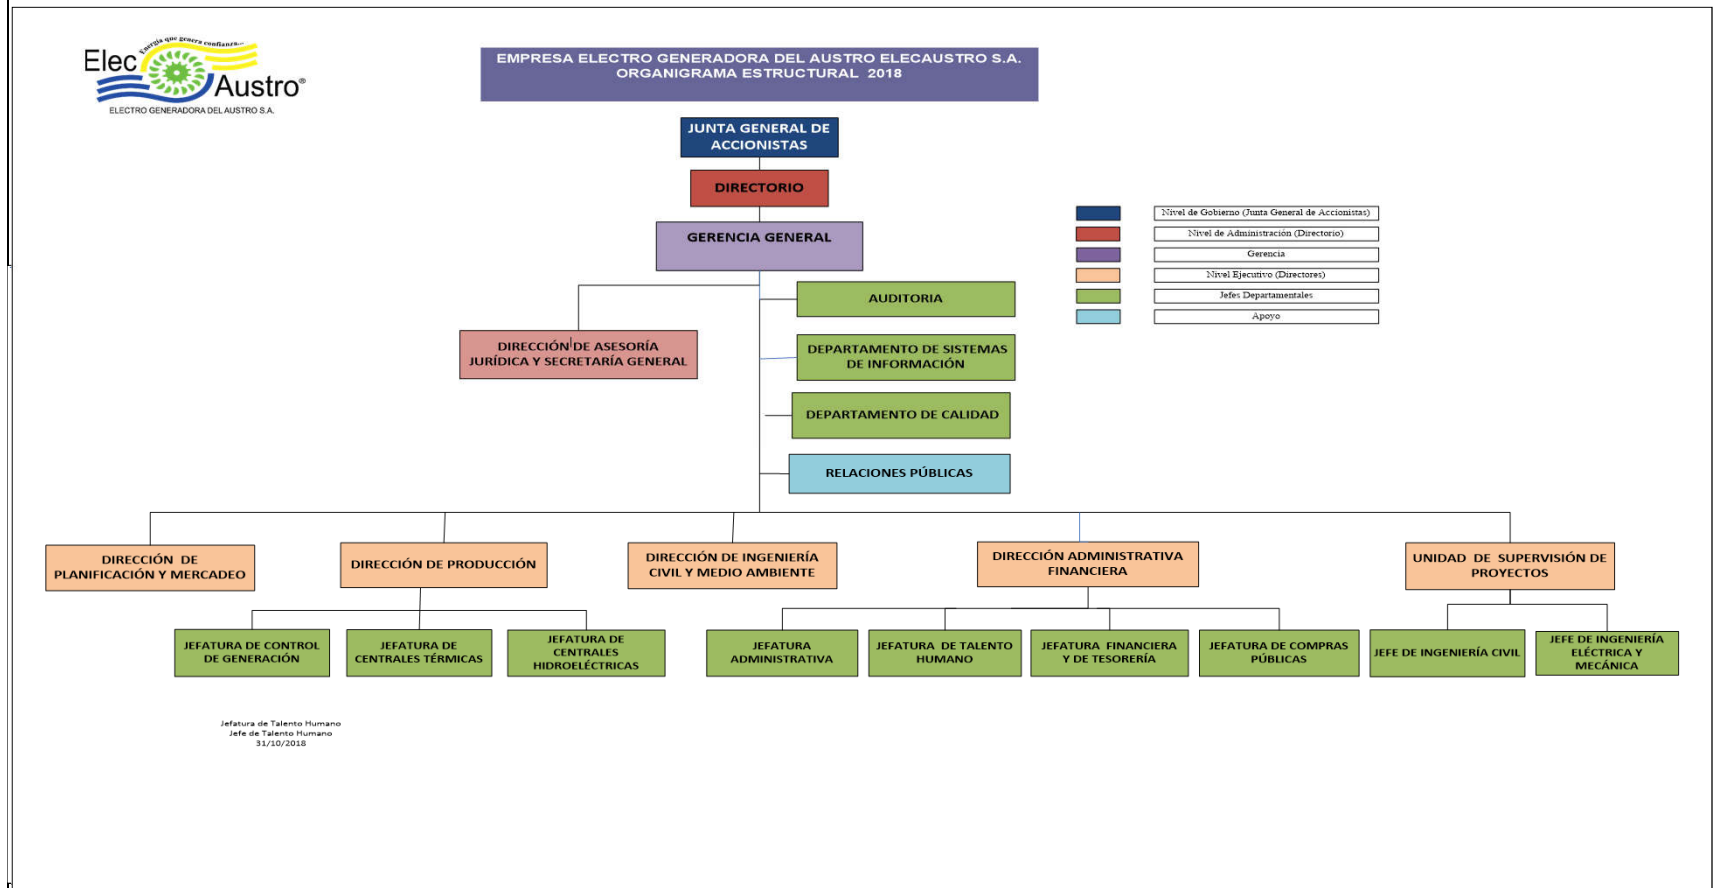 Energía que genera confianza...
Elec
Austro®
ELECTRO GENERADORA DEL AUSTRO S.A.
EMPRESA ELECTRO GENERADORA DEL AUSTRO ELECAUSTRO S.A.
ORGANIGRAMA ESTRUCTURAL 2018
JUNTA GENERAL DE
ACCIONISTAS
DIRECTORIO
GERENCIA GENERAL
Nivel de Gobierno (Junta General de Accionistas)
Nivel de Administración (Directorio)
Gerencia
Nivel Ejecutivo (Directores)
Jefes Departamentales
Apoyo
AUDITORIA
DIRECCIÓN DE ASESORÍA
JURÍDICA Y SECRETARÍA GENERAL
DEPARTAMENTO DE SISTEMAS
DE INFORMACIÓN
DEPARTAMENTO DE CALIDAD
RELACIONES PÚBLICAS
DIRECCIÓN DE
PLANIFICACIÓN Y MERCADEO
DIRECCIÓN DE PRODUCCIÓN
DIRECCIÓN DE INGENIERÍA
CIVIL Y MEDIO AMBIENTE
DIRECCIÓN ADMINISTRATIVA
FINANCIERA
UNIDAD DE SUPERVISIÓN DE
PROYECTOS
JEFATURA DE CONTROL
DE GENERACIÓN
JEFATURA DE
CENTRALES TÉRMICAS
JEFATURA DE
CENTRALES
HIDROELÉCTRICAS
JEFATURA
ADMINISTRATIVA
JEFATURA DE TALENTO
HUMANO
JEFATURA FINANCIERA
Y DE TESORERÍA
JEFATURA DE COMPRAS
PÚBLICAS
JEFE DE INGENIERÍA CIVIL
JEFE DE INGENIERÍA
ELÉCTRICA Y
MECÁNICA
Jefatura de Talento Humano
Jefe de Talento Humano
31/10/2018